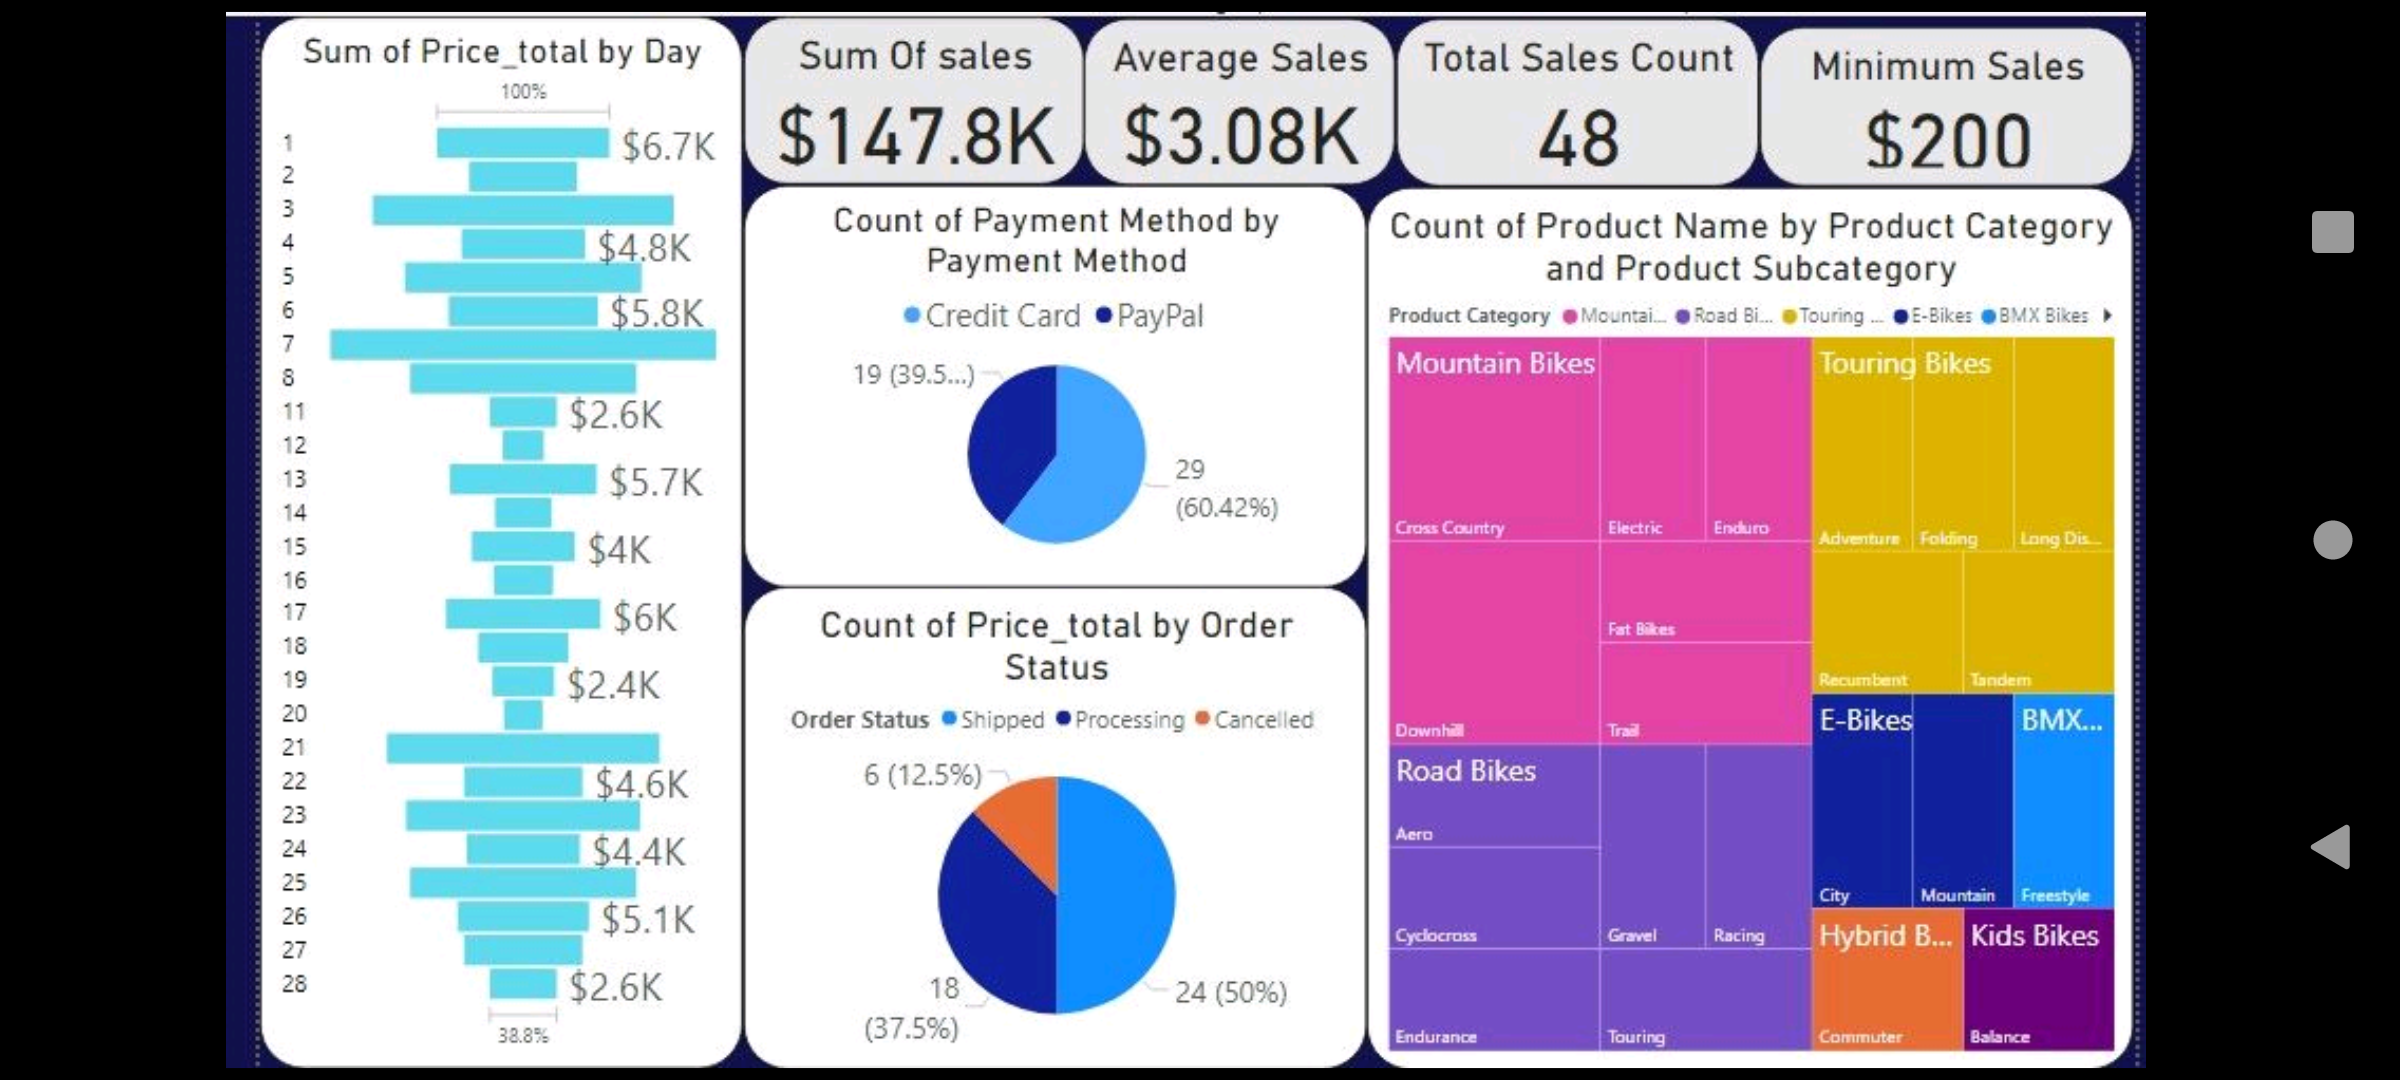 Sum of Price_total by Day
100%
1
$6.7K
2
3
4
$4.8K
5
6
$5.8K
7
8
11
$2.6K
12
13
$5.7K
14
15
$4K
16
17
$6K
18
19
$2.4K
20
21
22
$4.6K
23
24
$4.4K
25
26
$5.1K
27
28
$2.6K
38.8%
Sum Of sales
$147.8K
Average Sales
$3.08K
Total Sales Count
48
Minimum Sales
$200
Count of Payment Method by
Payment Method
Credit Card PayPal
19 (39.5...)
29
(60.42%)
Count of Price_total by Order
Status
Order Status Shipped Processing Cancelled
6 (12.5%)
18
(37.5%)
24 (50%)
Count of Product Name by Product Category
and Product Subcategory
Product Category Mountai... Road Bi... Touring ... E-Bikes BMX Bikes
Mountain Bikes
Cross Country
Electric
Enduro
Downhill
Fat Bikes
Trail
Road Bikes
Aero
Cyclocross
Gravel
Racing
Endurance
Touring
Touring Bikes
Adventure
Folding
Long Dis...
Recumbent
Tandem
E-Bikes
City
Mountain
BMX...
Freestyle
Hybrid B...
Commuter
Kids Bikes
Balance